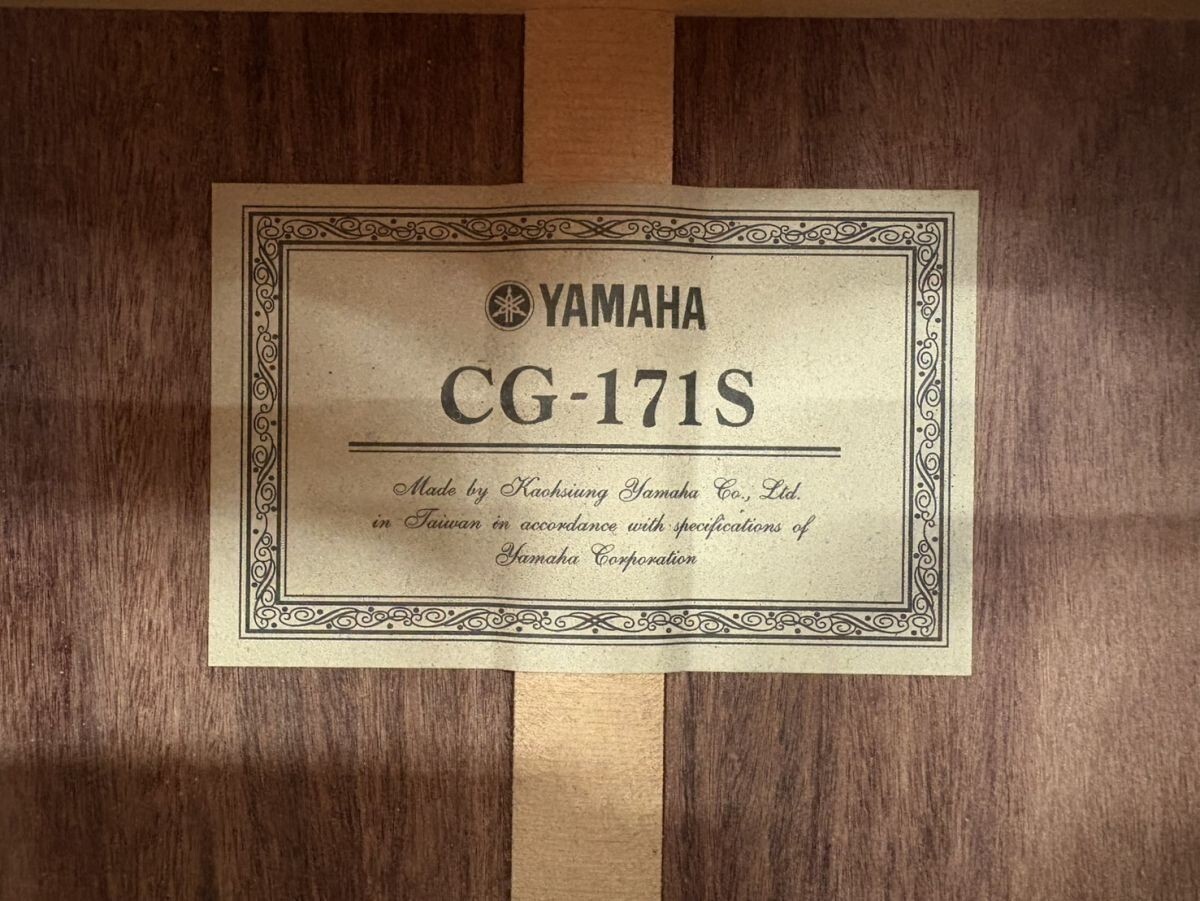 YAMAHA
CG-171S
Made by Kaohsiung Yamaha Co., Ltd.
in Taiwan in accordance with specifications of
Yamaha Corporation